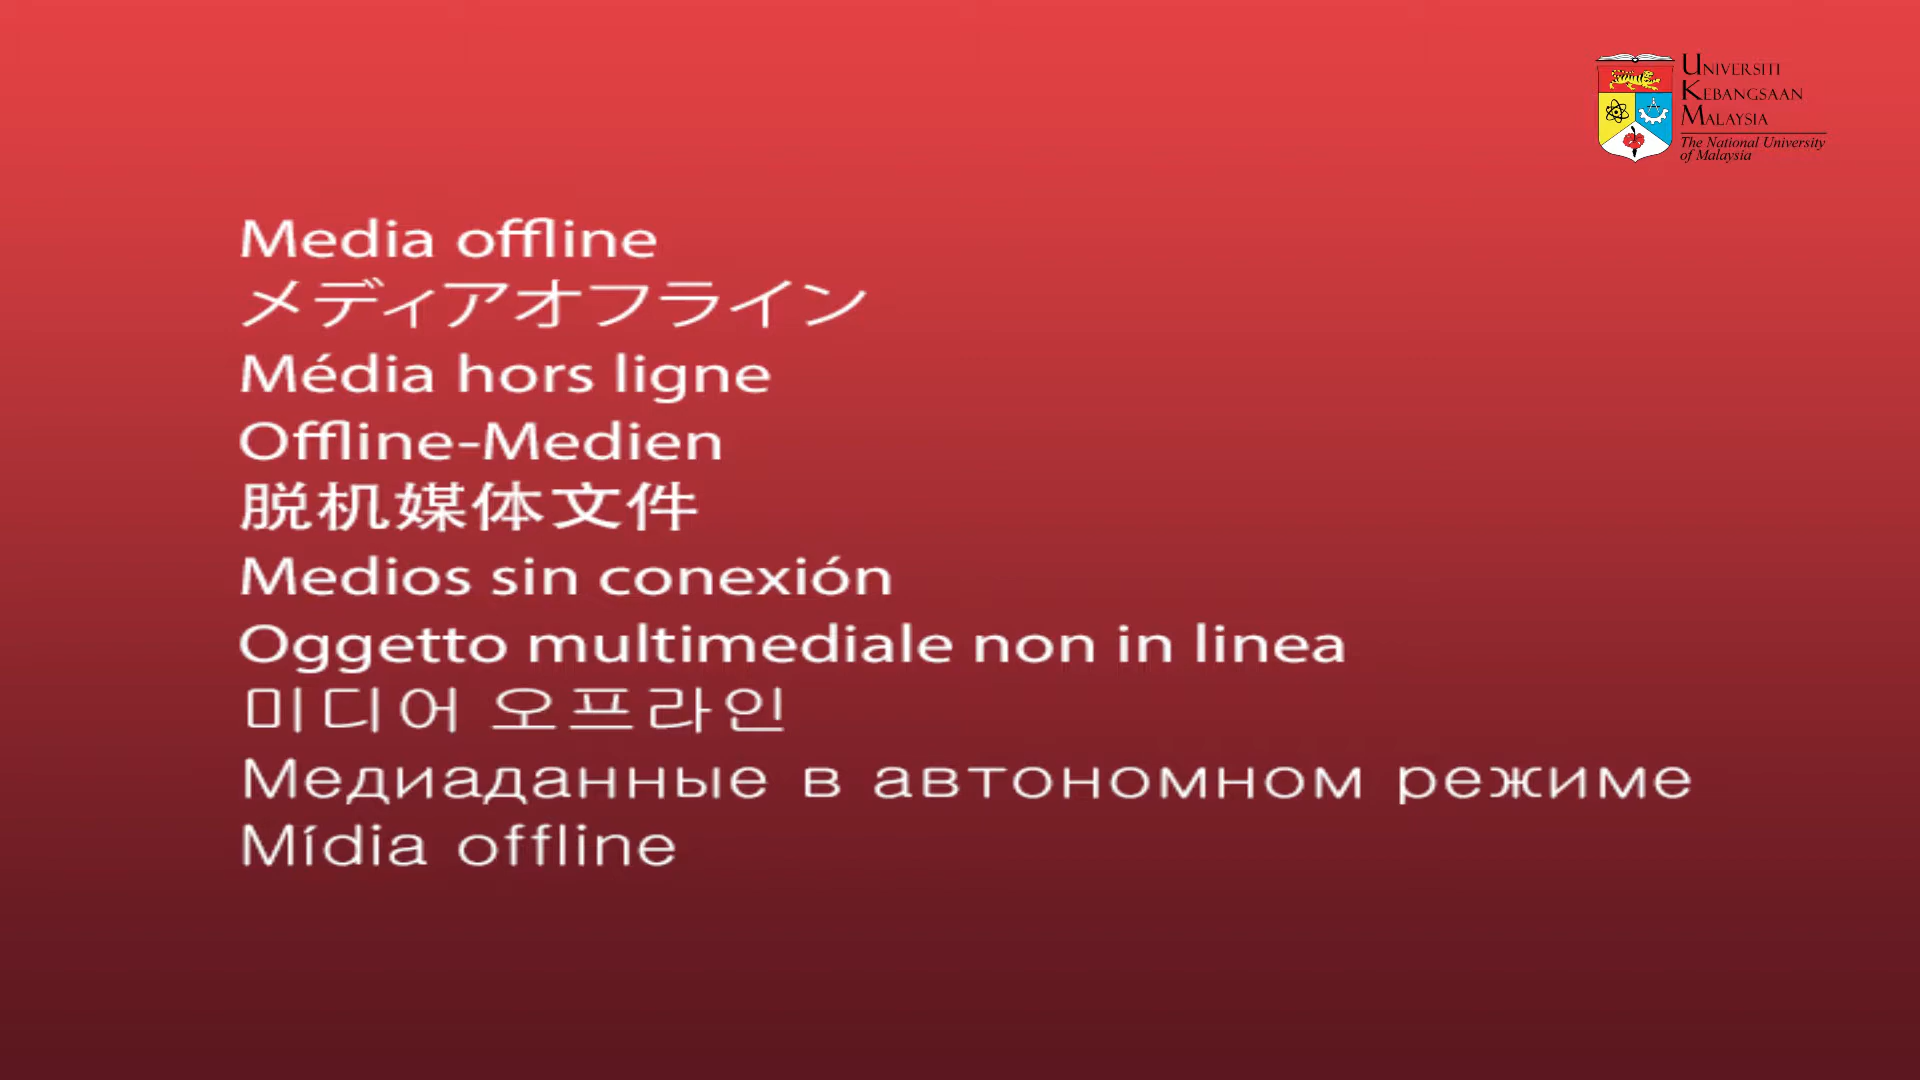 UNIVERSITI
KEBANGSAAN
MALAYSIA
The National University
of Malaysia
Media offline
メディアオフライン
Média hors ligne
Offline-Medien
脱机媒体文件
Medios sin conexión
Oggetto multimediale non in linea
미디어 오프라인
Медиаданные в автономном режиме
Mídia offline